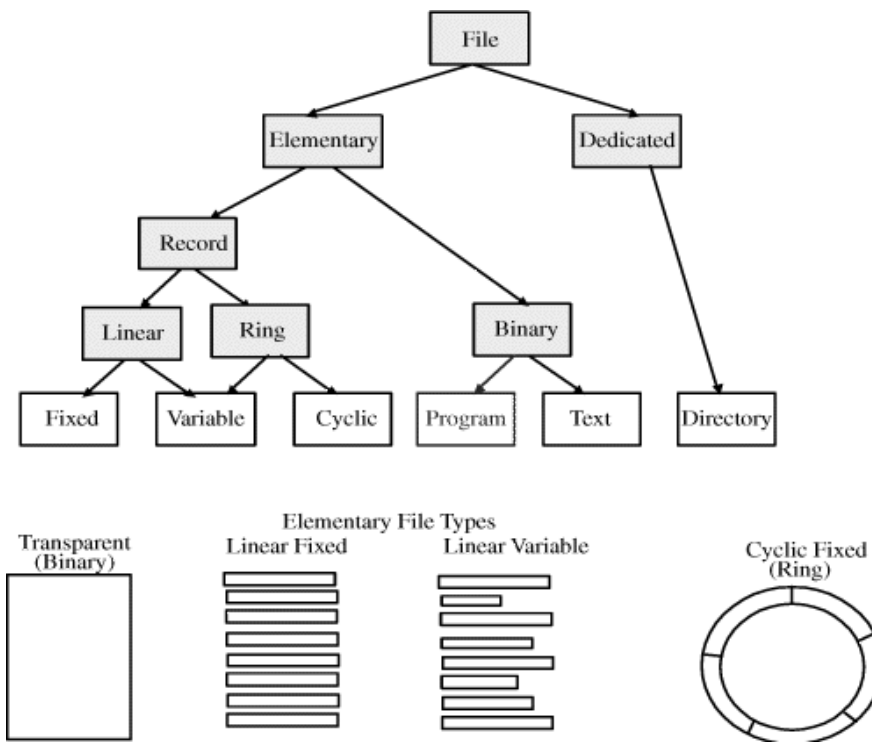 File
Elementary
Dedicated
Record
Linear
Ring
Binary
Fixed
Variable
Cyclic
Program
Text
Directory
Elementary File Types
Transparent
(Binary)
Linear Fixed
Linear Variable
Cyclic Fixed
(Ring)